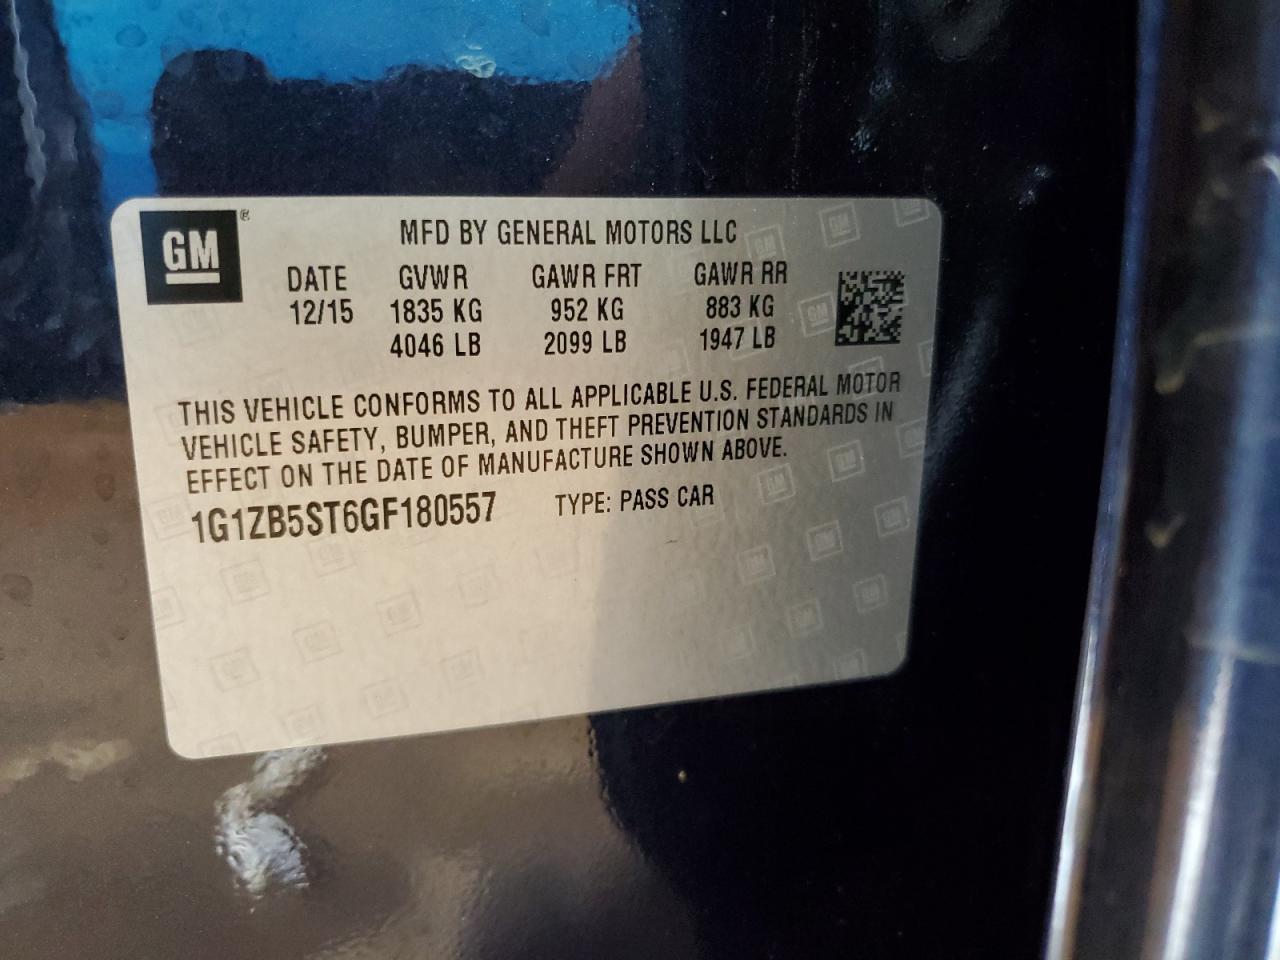 GM®
MFD BY GENERAL MOTORS LLC
DATE GVWR GAWR FRT GAWR RR
12/15 1835 KG 952 KG 883 KG
4046 LB 2099 LB 1947 LB
THIS VEHICLE CONFORMS TO ALL APPLICABLE U.S. FEDERAL MOTOR
VEHICLE SAFETY, BUMPER, AND THEFT PREVENTION STANDARDS IN
EFFECT ON THE DATE OF MANUFACTURE SHOWN ABOVE.
1G1ZB5ST6GF180557 TYPE: PASS CAR